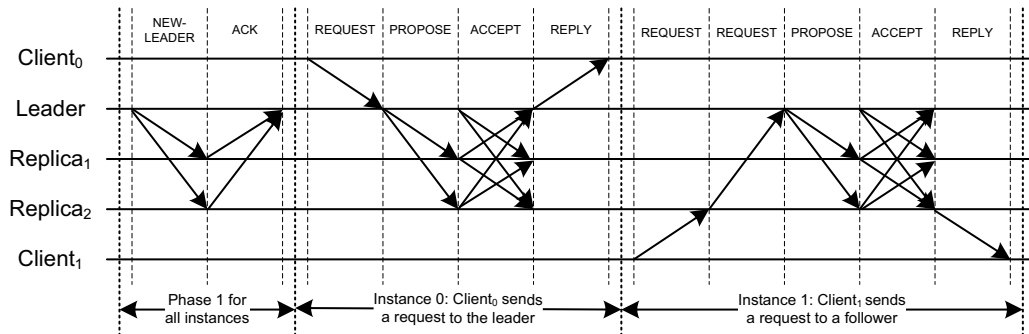 NEW-
LEADER
ACK
REQUEST
PROPOSE
ACCEPT
REPLY
REQUEST
REQUEST
PROPOSE
ACCEPT
REPLY
Client0
Leader
Replica1
Replica2
Client1
Phase 1 for
all instances
Instance 0: Client0 sends
a request to the leader
Instance 1: Client1 sends
a request to a follower